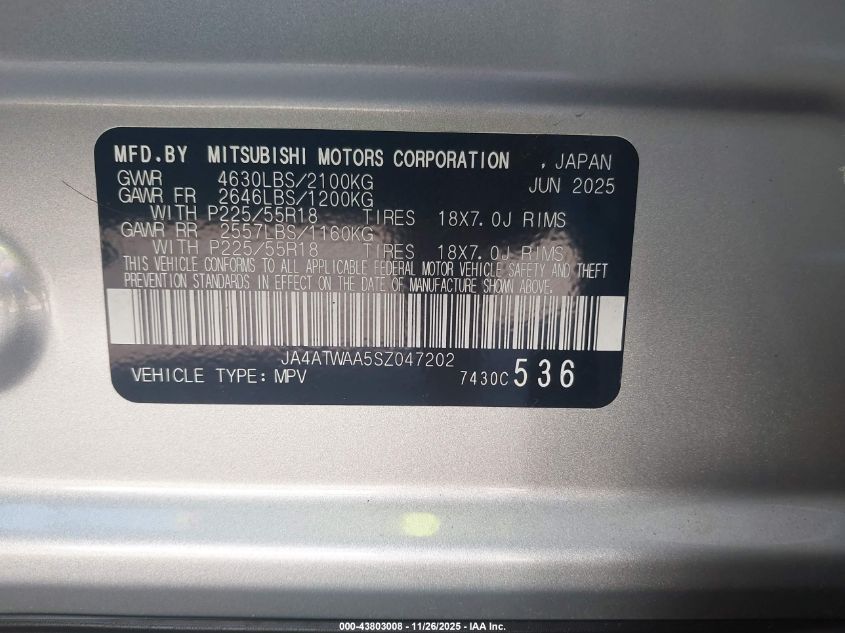 MFD.BY MITSUBISHI MOTORS CORPORATION , JAPAN
GVWR 4630LBS/2100KG JUN 2025
GAWR FR 2646LBS/1200KG
WITH P225/55R18 TIRES 18X7.0J RIMS
GAWR RR 2557LBS/1160KG
WITH P225/55R18 TIRES 18X7.0J RIMS
THIS VEHICLE CONFORMS TO ALL APPLICABLE FEDERAL MOTOR VEHICLE SAFETY AND THEFT
PREVENTION STANDARDS IN EFFECT ON THE DATE OF MANUFACTURE SHOWN ABOVE.
JA4ATWAA5SZ047202
VEHICLE TYPE: MPV 7430C 536
000-43803008 - 11/26/2025 - IAA Inc.